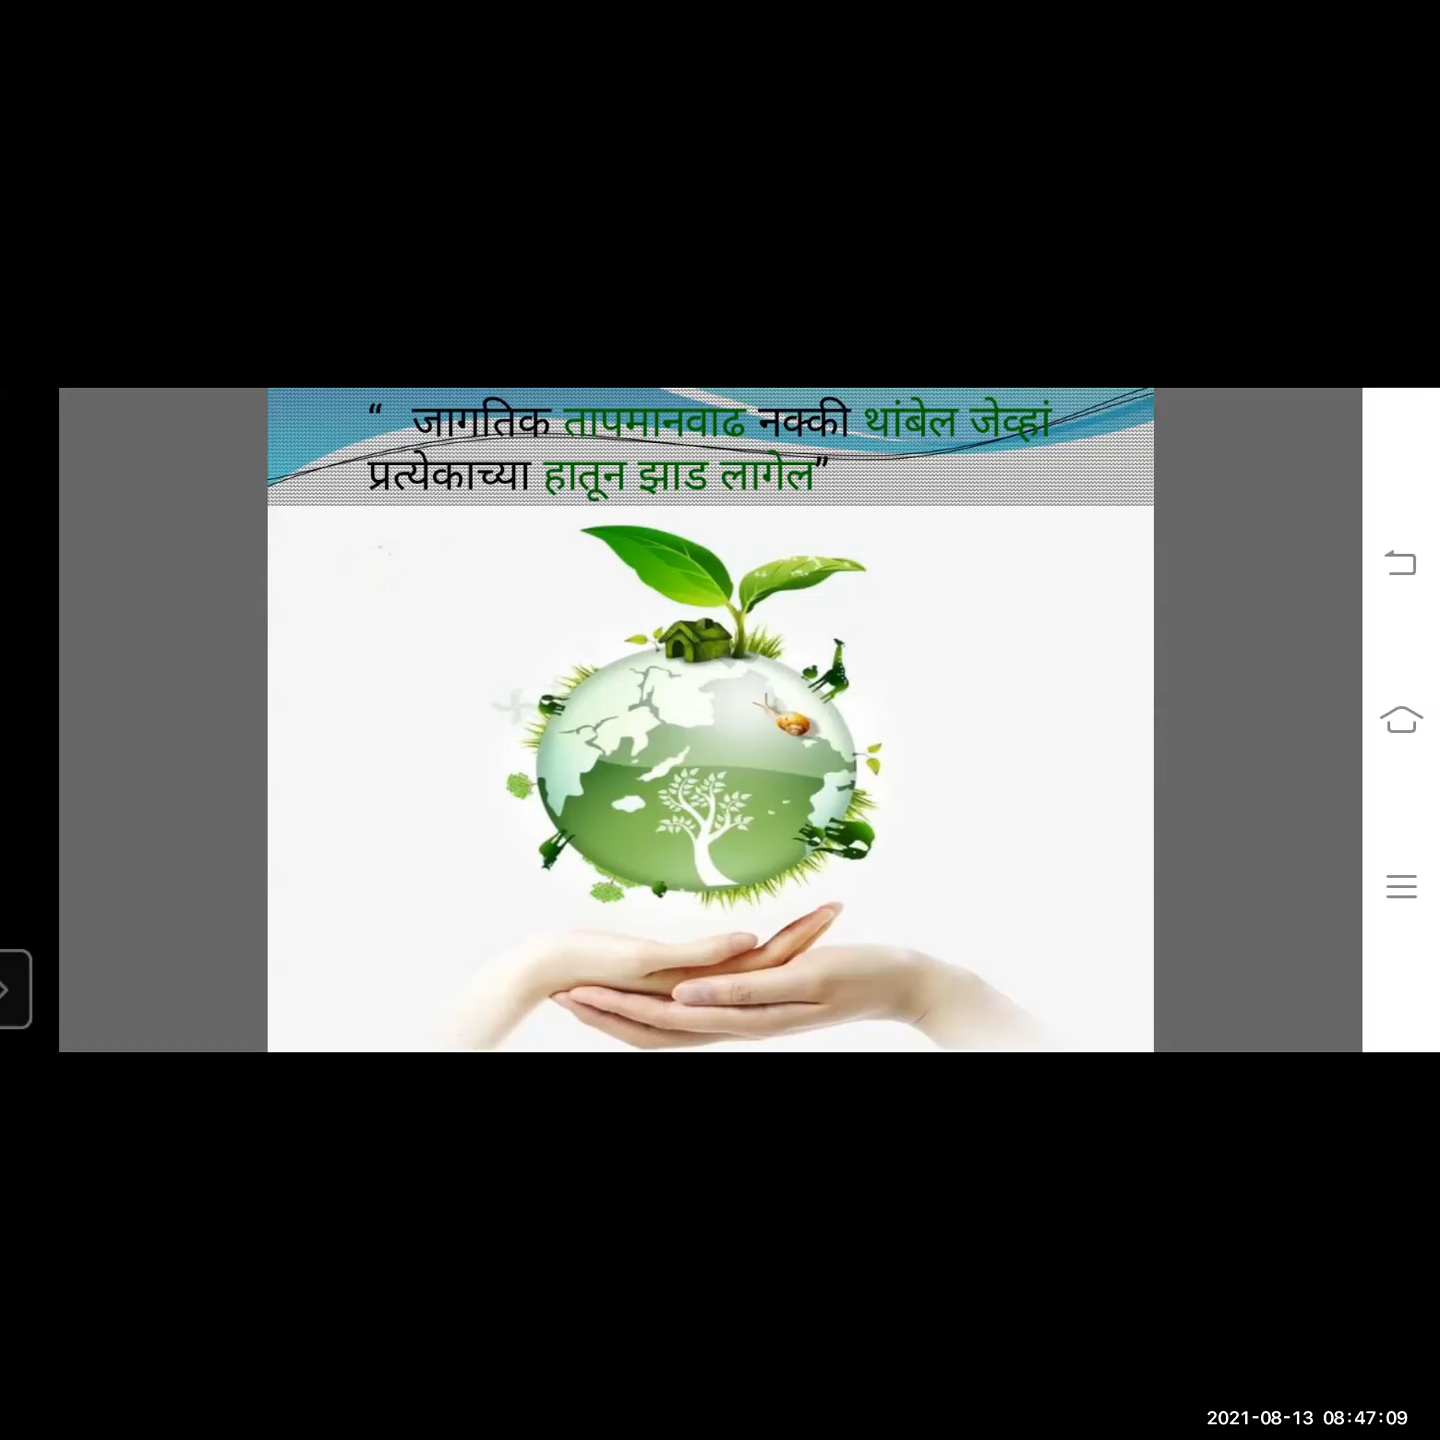 “ जागतिक तापमानवाढ नक्की थांबेल जेव्हां
प्रत्येकाच्या हातून झाड लागेल”
2021-08-13 08:47:09